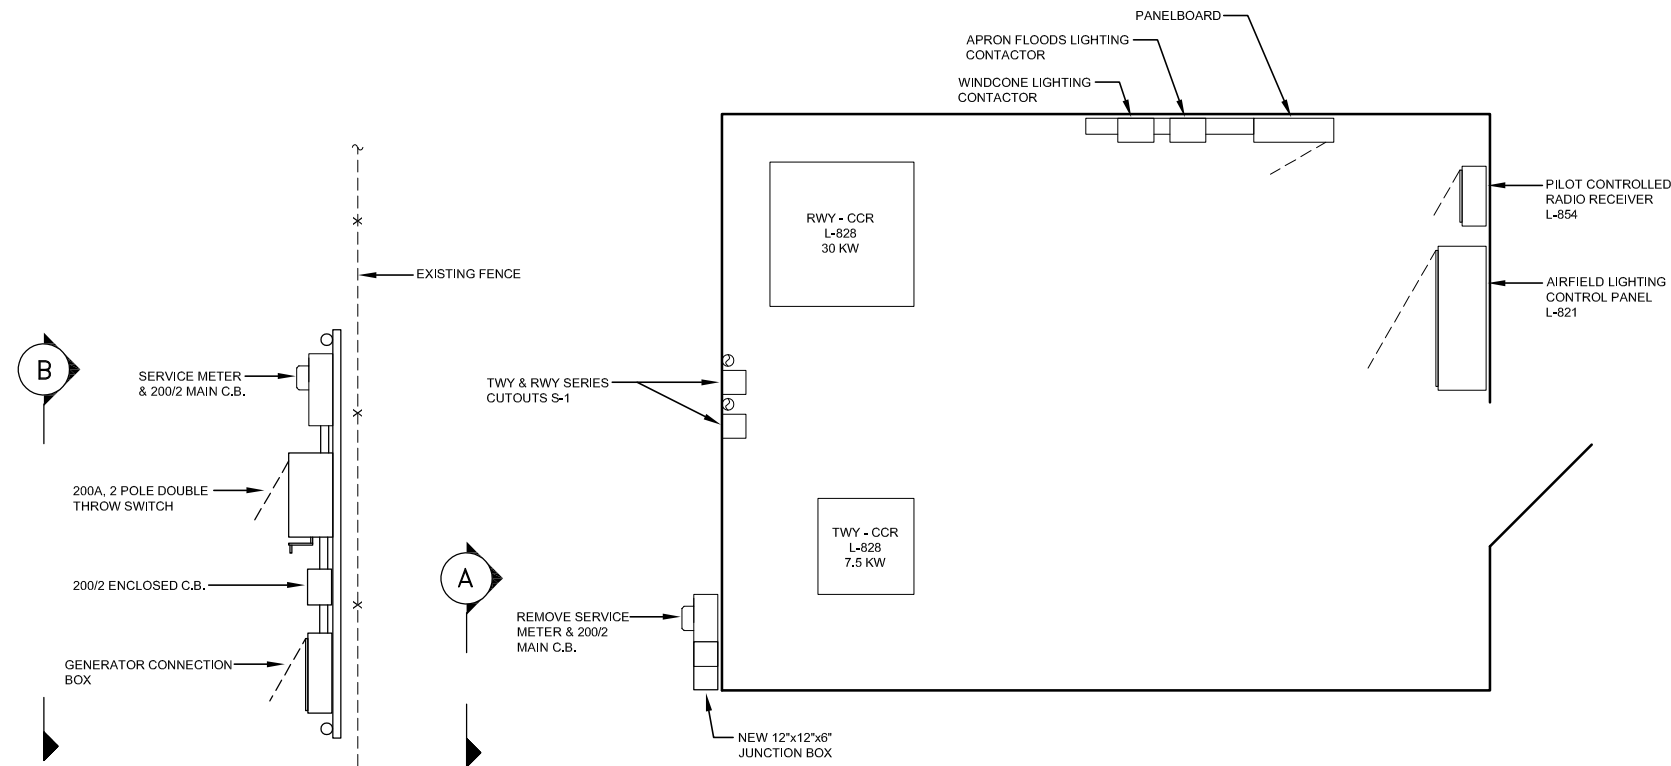 PANELBOARD
APRON FLOODS LIGHTING
CONTACTOR
WINDCONE LIGHTING
CONTACTOR
RWY - CCR
L-828
30 KW
PILOT CONTROLLED
RADIO RECEIVER
L-854
EXISTING FENCE
AIRFIELD LIGHTING
CONTROL PANEL
L-821
B
SERVICE METER
& 200/2 MAIN C.B.
TWY & RWY SERIES
CUTOUTS S-1
200A, 2 POLE DOUBLE
THROW SWITCH
TWY - CCR
L-828
7.5 KW
200/2 ENCLOSED C.B.
A
REMOVE SERVICE
METER & 200/2
MAIN C.B.
GENERATOR CONNECTION
BOX
NEW 12"x12"x6"
JUNCTION BOX